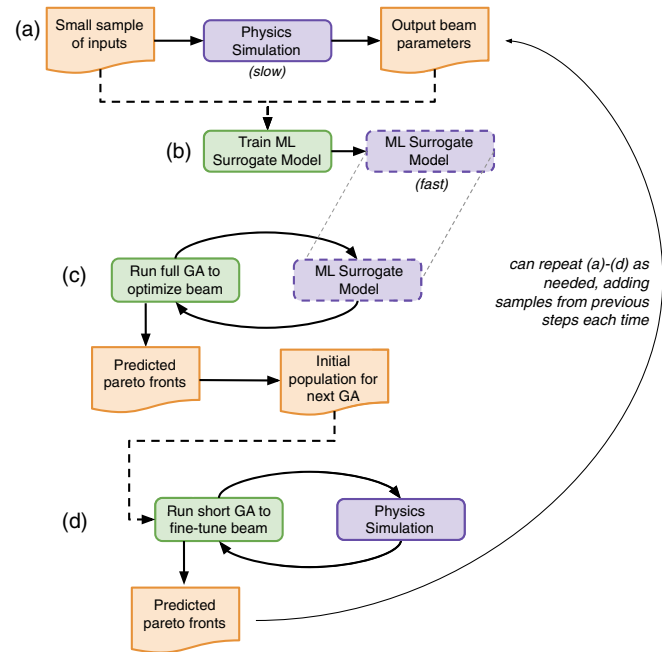 (a)
Small sample
of inputs
Physics
Simulation
(slow)
Output beam
parameters
(b)
Train ML
Surrogate Model
ML Surrogate
Model
(fast)
(c)
Run full GA to
optimize beam
ML Surrogate
Model
can repeat (a)-(d) as
needed, adding
samples from previous
steps each time
Predicted
pareto fronts
Initial
population for
next GA
(d)
Run short GA to
fine-tune beam
Physics
Simulation
Predicted
pareto fronts